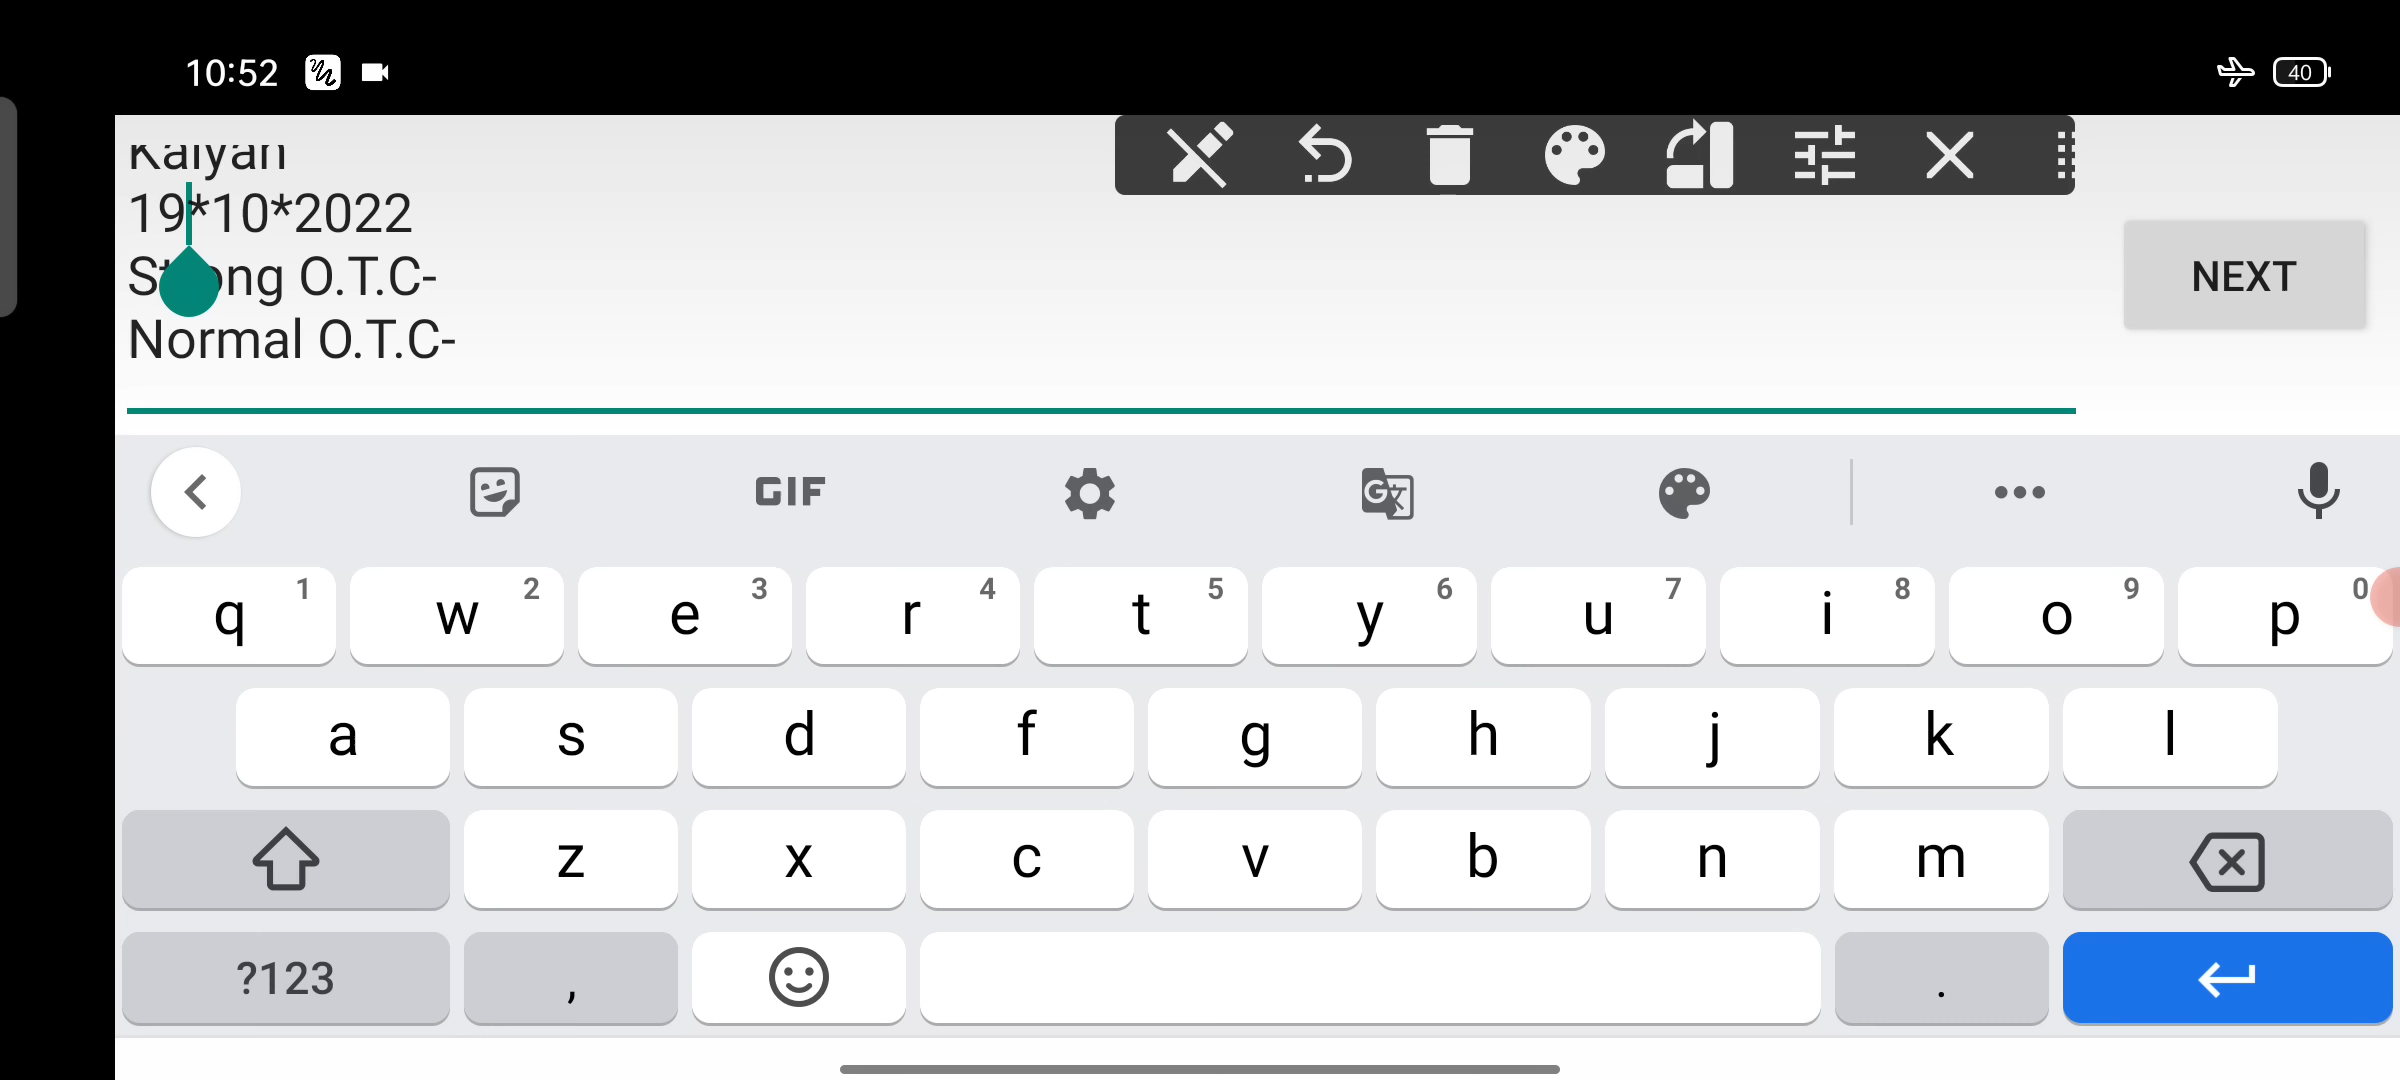 10:52
40
Kalyan
19*10*2022
Strong O.T.C-
Normal O.T.C-
NEXT
GIF
G
q 1 w 2 e 3 r 4 t 5 y 6 u 7 i 8 o 9 p 0
a s d f g h j k l
z x c v b n m
?123 , .